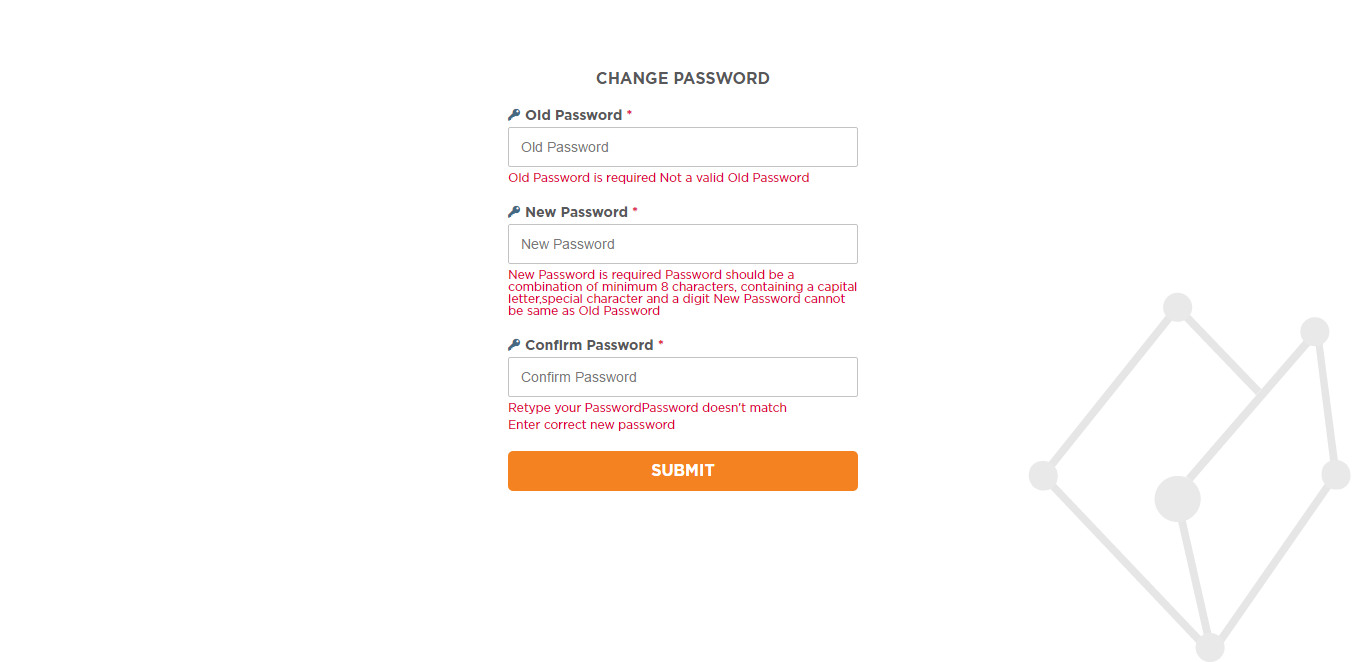 CHANGE PASSWORD
Old Password *
Old Password
Old Password is required Not a valid Old Password
New Password *
New Password
New Password is required Password should be a
combination of minimum 8 characters, containing a capital
letter,special character and a digit New Password cannot
be same as Old Password
Confirm Password *
Confirm Password
Retype your PasswordPassword doesn't match
Enter correct new password
SUBMIT